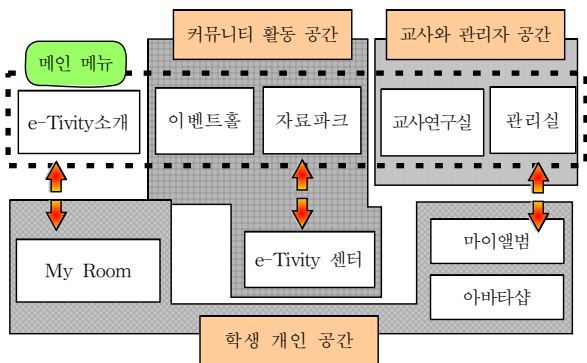 커뮤니티 활동 공간
교사와 관리자 공간
메인 메뉴
e-Tivity소개
이벤트홀
자료파크
교사연구실
관리실
My Room
e-Tivity 센터
마이앨범
아바타샵
학생 개인 공간